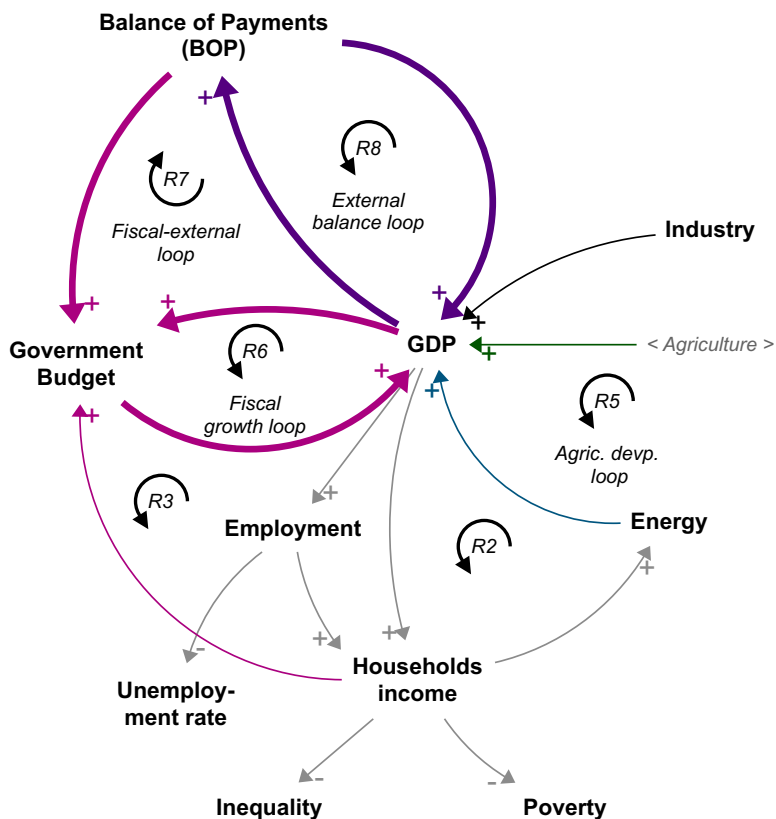 Balance of Payments
(BOP)
+
R8
R7
External
balance loop
Fiscal-external
loop
Industry
+
+
+
+
R6
GDP
+
+
< Agriculture >
Government
Budget
+
+
+
Fiscal
growth loop
R5
Agric. devp.
loop
R3
+
Employment
R2
Energy
+
+
+
-
Households
income
Unemploy-
ment rate
-
-
Inequality
Poverty